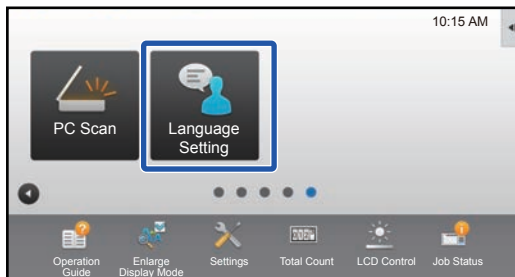 10:15 AM
PC Scan
Language
Setting
Operation
Guide
Enlarge
Display Mode
Settings
Total Count
LCD Control
Job Status